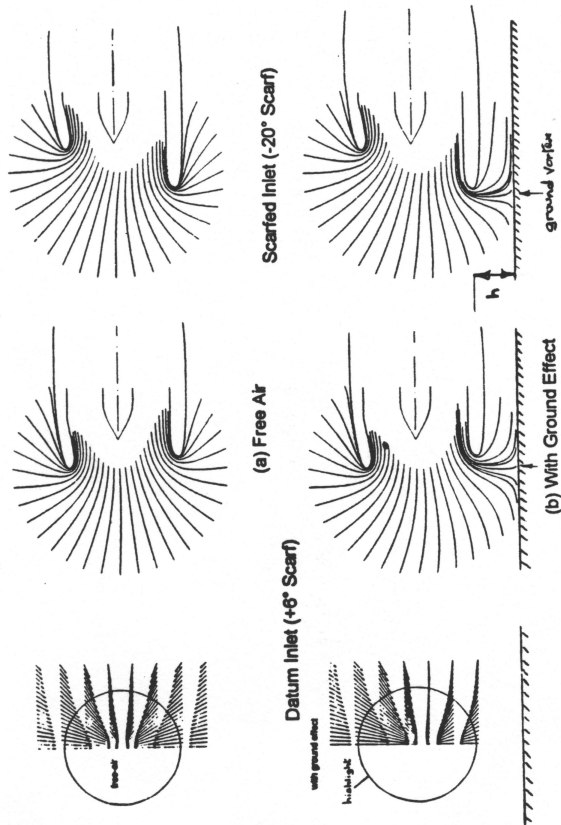 Scarfed Inlet (-20° Scarf)
(a) Free Air
Datum Inlet (+6° Scarf)
(b) With Ground Effect
ground vortex
h
free-air
with ground effect
highlight